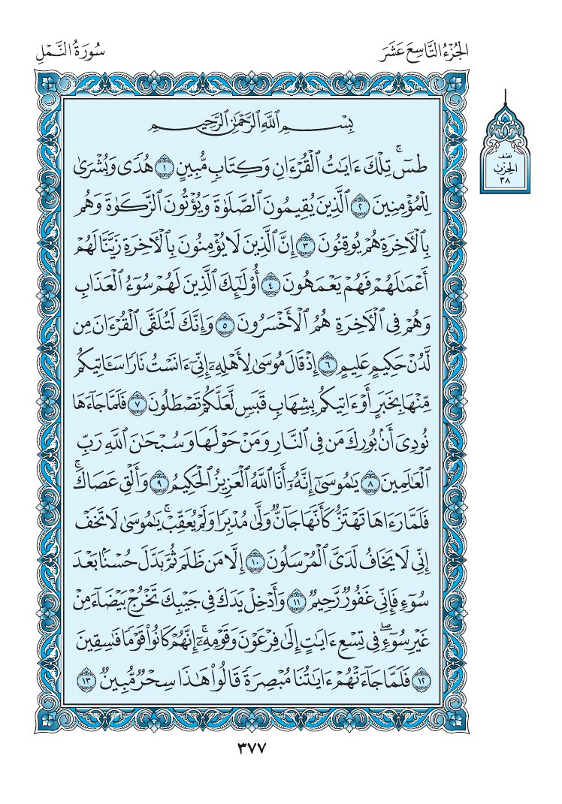 الجُزْءُ التَّاسِعَ عَشَرَ
سُورَةُ النَّمْلِ
نصف
الحِزْب
٣٨
بِسْمِ ٱللَّهِ ٱلرَّحْمَٰنِ ٱلرَّحِيمِ
طسٓۚ تِلْكَ ءَايَٰتُ ٱلْقُرْءَانِ وَكِتَابٖ مُّبِينٍ ١ هُدٗى وَبُشْرَىٰ
لِلْمُؤْمِنِينَ ٢ ٱلَّذِينَ يُقِيمُونَ ٱلصَّلَوٰةَ وَيُؤْتُونَ ٱلزَّكَوٰةَ وَهُم
بِٱلْأٓخِرَةِ هُمْ يُوقِنُونَ ٣ إِنَّ ٱلَّذِينَ لَا يُؤْمِنُونَ بِٱلْأٓخِرَةِ زَيَّنَّا لَهُمْ
أَعْمَٰلَهُمْ فَهُمْ يَعْمَهُونَ ٤ أُوْلَٰٓئِكَ ٱلَّذِينَ لَهُمْ سُوٓءُ ٱلْعَذَابِ
وَهُمْ فِي ٱلْأٓخِرَةِ هُمُ ٱلْأَخْسَرُونَ ٥ وَإِنَّكَ لَتُلَقَّى ٱلْقُرْءَانَ مِن
لَّدُنْ حَكِيمٍ عَلِيمٍ ٦ إِذْ قَالَ مُوسَىٰ لِأَهْلِهِۦٓ إِنِّيٓ ءَانَسْتُ نَارٗا سَـَٔاتِيكُم
مِّنْهَا بِخَبَرٍ أَوْ ءَاتِيكُم بِشِهَابٖ قَبَسٖ لَّعَلَّكُمْ تَصْطَلُونَ ٧ فَلَمَّا جَآءَهَا
نُودِيَ أَنۢ بُورِكَ مَن فِي ٱلنَّارِ وَمَنْ حَوْلَهَا وَسُبْحَٰنَ ٱللَّهِ رَبِّ
ٱلْعَٰلَمِينَ ٨ يَٰمُوسَىٰٓ إِنَّهُۥٓ أَنَا ٱللَّهُ ٱلْعَزِيزُ ٱلْحَكِيمُ ٩ وَأَلْقِ عَصَاكَۚ
فَلَمَّا رَءَاهَا تَهْتَزُّ كَأَنَّهَا جَآنّٞ وَلَّىٰ مُدْبِرٗا وَلَمْ يُعَقِّبْۚ يَٰمُوسَىٰ لَا تَخَفْ
إِنِّي لَا يَخَافُ لَدَيَّ ٱلْمُرْسَلُونَ ١٠ إِلَّا مَن ظَلَمَ ثُمَّ بَدَّلَ حُسْنَۢا بَعْدَ
سُوٓءٖ فَإِنِّي غَفُورٞ رَّحِيمٞ ١١ وَأَدْخِلْ يَدَكَ فِي جَيْبِكَ تَخْرُجْ بَيْضَآءَ مِنْ
غَيْرِ سُوٓءٖۖ فِي تِسْعِ ءَايَٰتٍ إِلَىٰ فِرْعَوْنَ وَقَوْمِهِۦٓۚ إِنَّهُمْ كَانُواْ قَوْمٗا فَٰسِقِينَ
١٢ فَلَمَّا جَآءَتْهُمْ ءَايَٰتُنَا مُبْصِرَةٗ قَالُواْ هَٰذَا سِحْرٞ مُّبِينٞ ١٣
٣٧٧